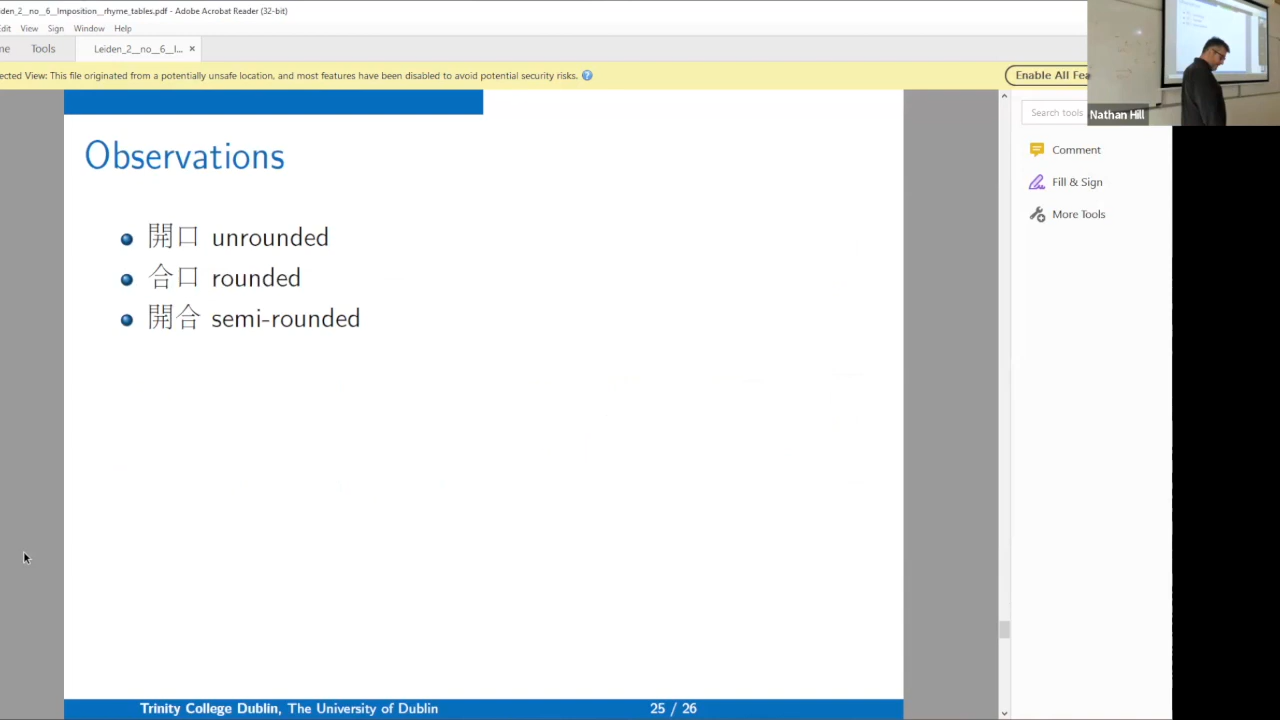 den_2__no__6__Imposition__rhyme_tables.pdf - Adobe Acrobat Reader (32-bit)
Edit View Sign Window Help
me Tools Leiden_2__no__6__I... ×
ected View: This file originated from a potentially unsafe location, and most features have been disabled to avoid potential security risks. ?
Enable All Fea
Search tools
Nathan Hill
Comment
Fill & Sign
More Tools
Observations
開口 unrounded
合口 rounded
開合 semi-rounded
Trinity College Dublin, The University of Dublin 25 / 26